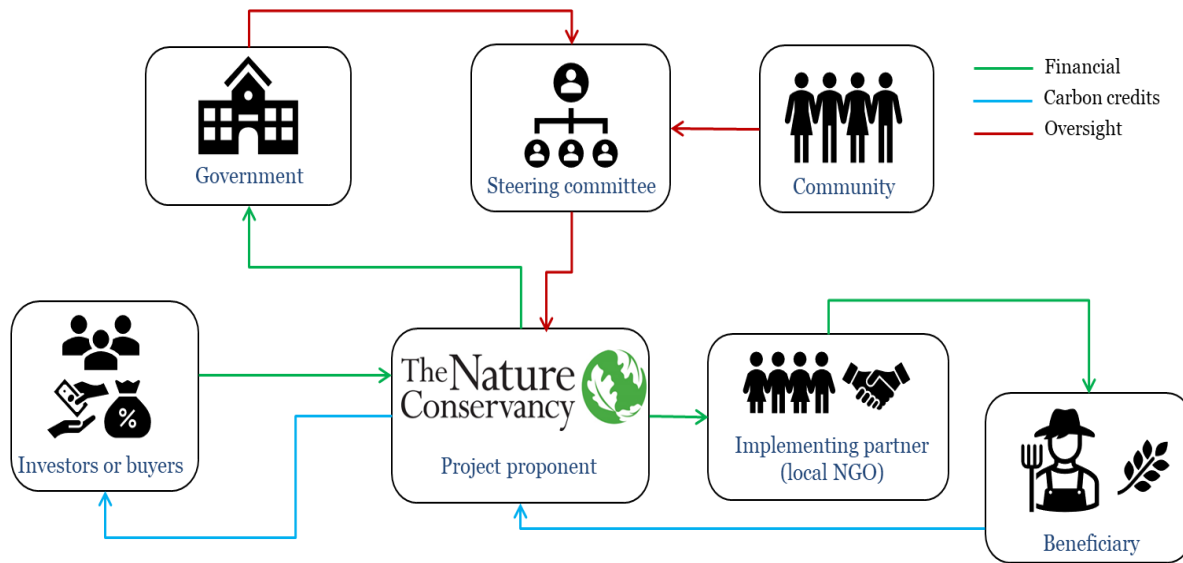 Financial
Carbon credits
Oversight
Government
Steering committee
Community
The Nature
Conservancy
Project proponent
Investors or buyers
%
Implementing partner
(local NGO)
Beneficiary